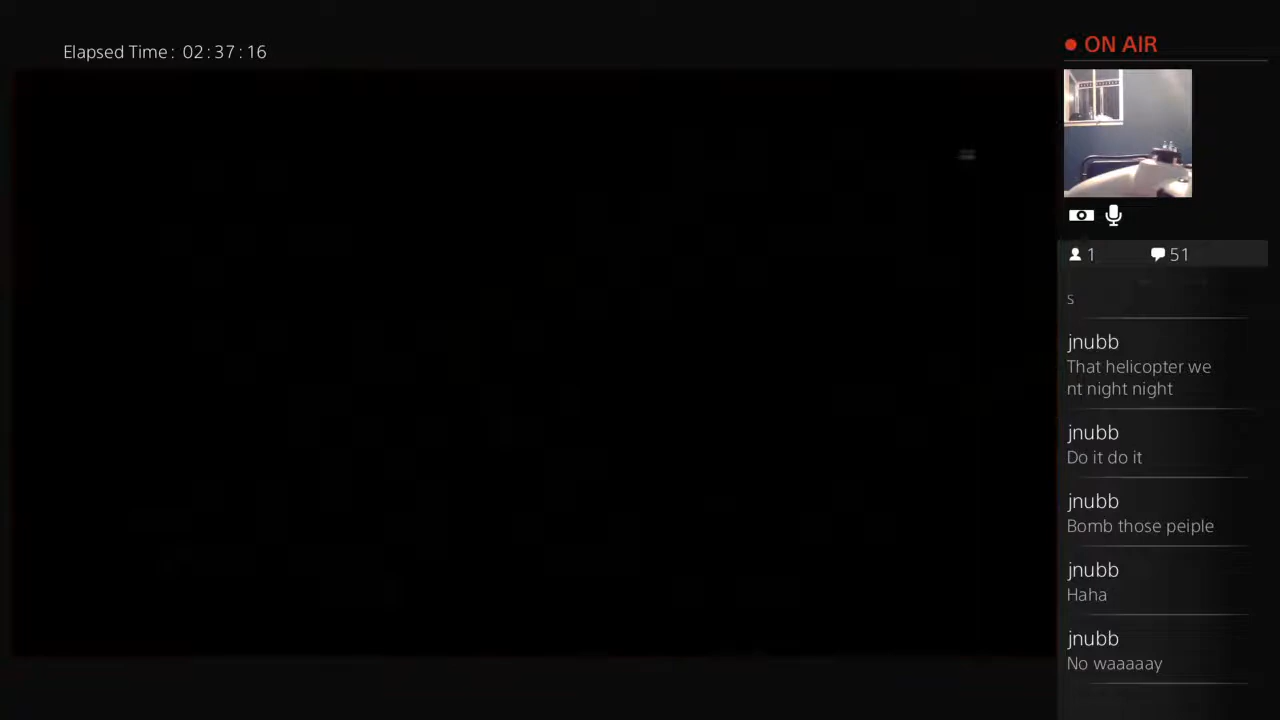 Elapsed Time: 02:37:16
ON AIR
1 51
s
jnubb
That helicopter we
nt night night
jnubb
Do it do it
jnubb
Bomb those peiple
jnubb
Haha
jnubb
No waaaaay